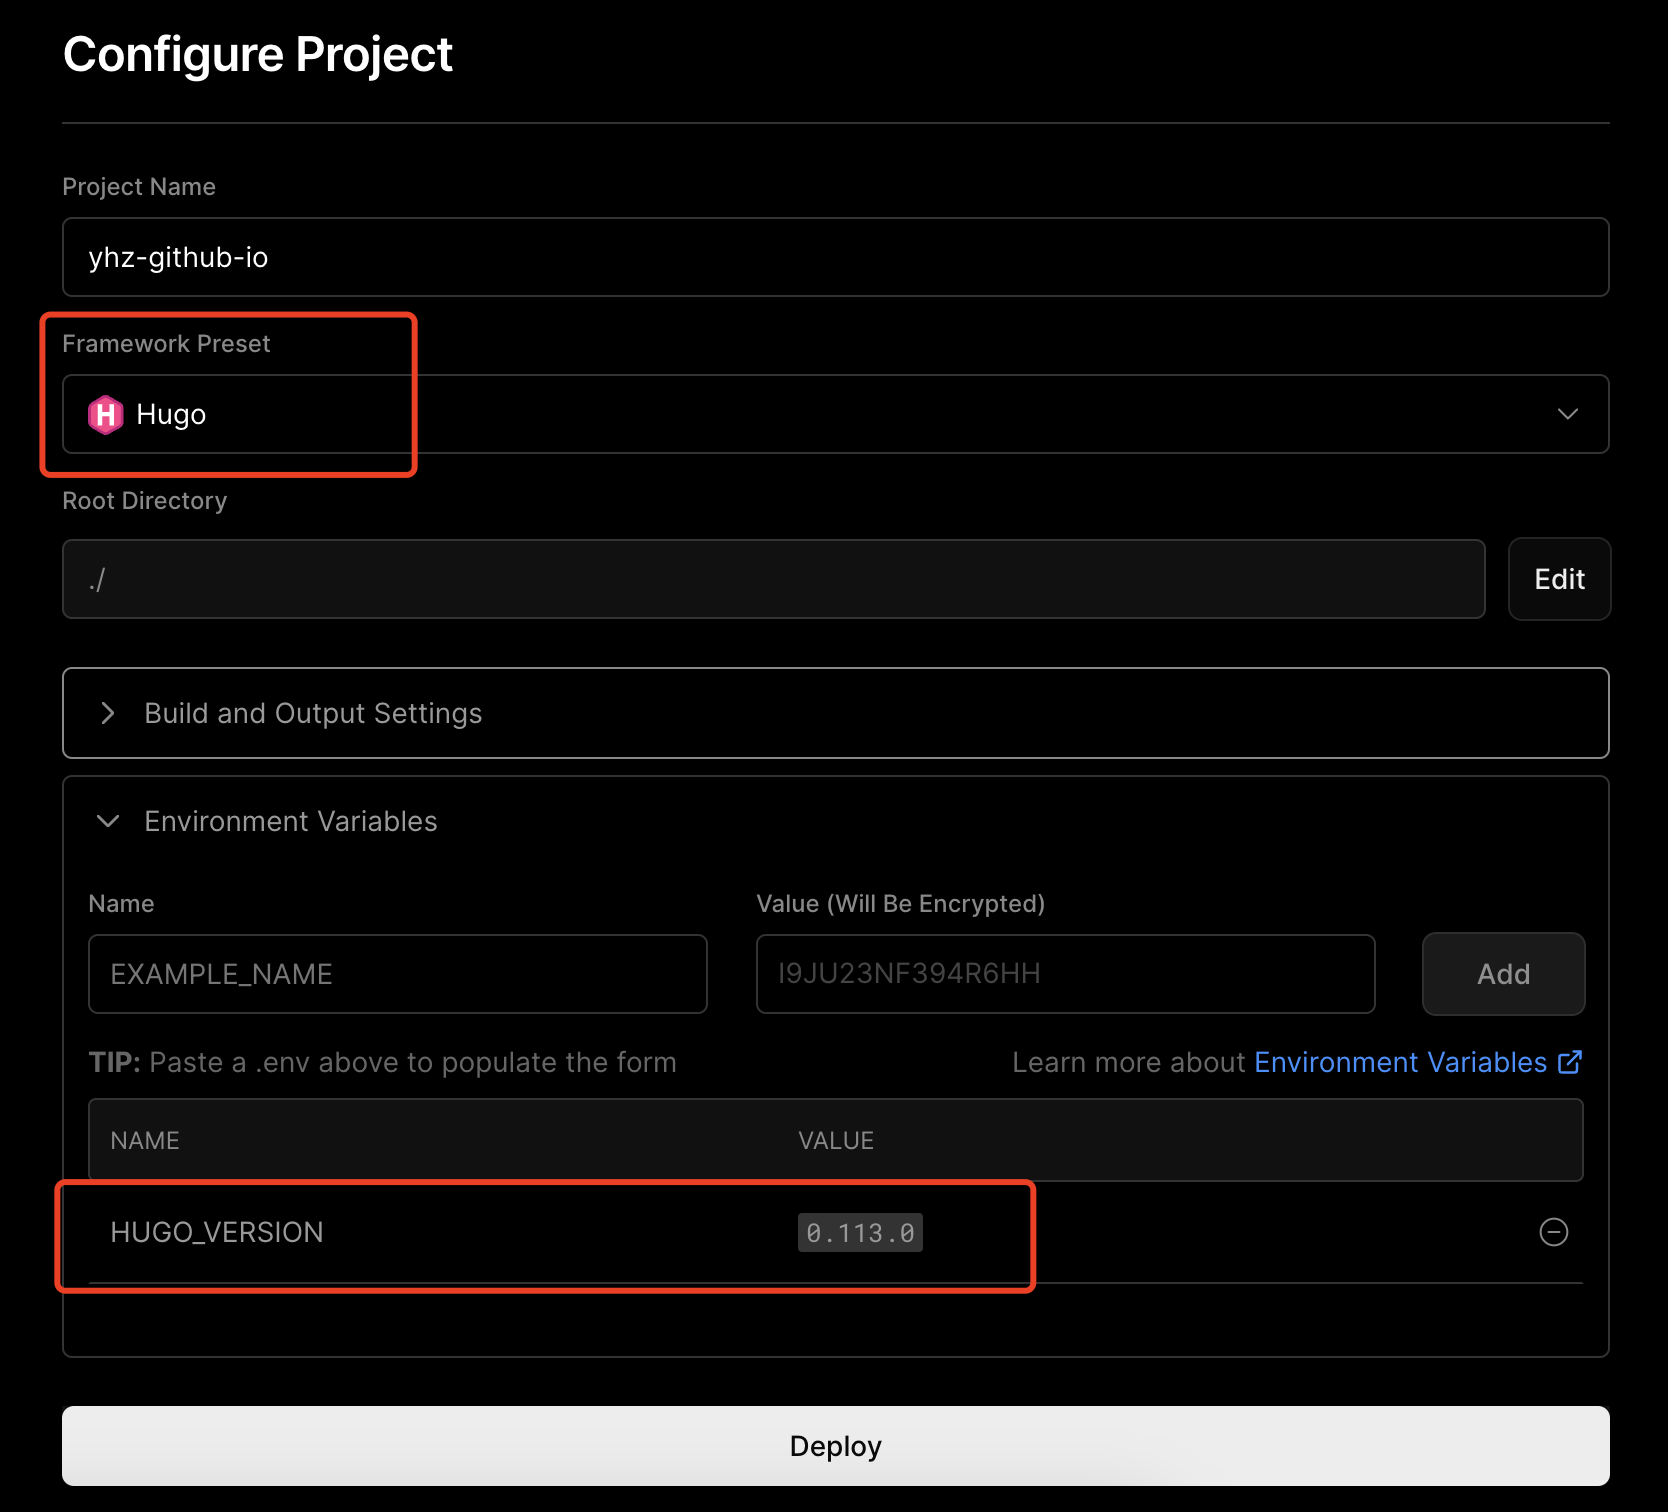 Configure Project
Project Name
yhz-github-io
Framework Preset
H Hugo
Root Directory
./
Edit
Build and Output Settings
Environment Variables
Name
Value (Will Be Encrypted)
EXAMPLE_NAME
I9JU23NF394R6HH
Add
TIP: Paste a .env above to populate the form
Learn more about Environment Variables
NAME
VALUE
HUGO_VERSION
0.113.0
Deploy